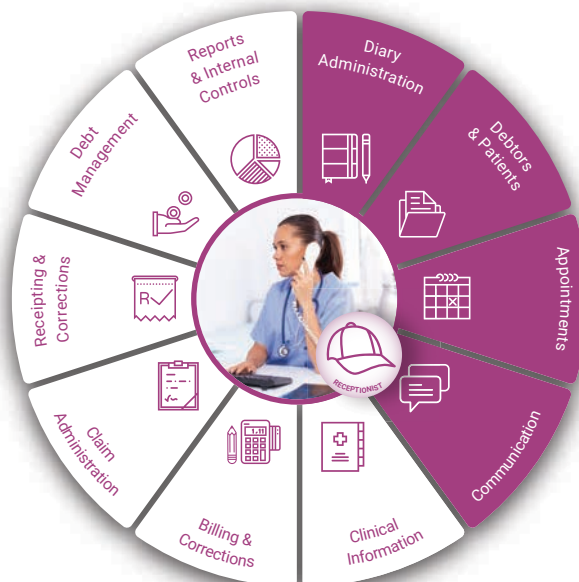 Diary
Administration
Debtors
& Patients
Appointments
Communication
Clinical
Information
Billing &
Corrections
Claim
Administration
Receipting &
Corrections
Debt
Management
Reports
& Internal
Controls
R
1.11
RECEPTIONIST